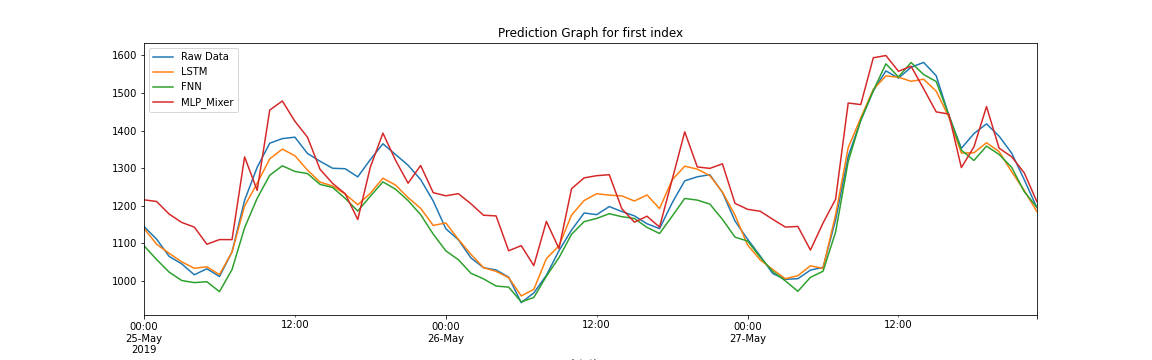 Prediction Graph for first index
1600
1500
1400
1300
1200
1100
1000
Raw Data
LSTM
FNN
MLP_Mixer
00:00
25-May
2019
12:00
00:00
26-May
12:00
00:00
27-May
12:00